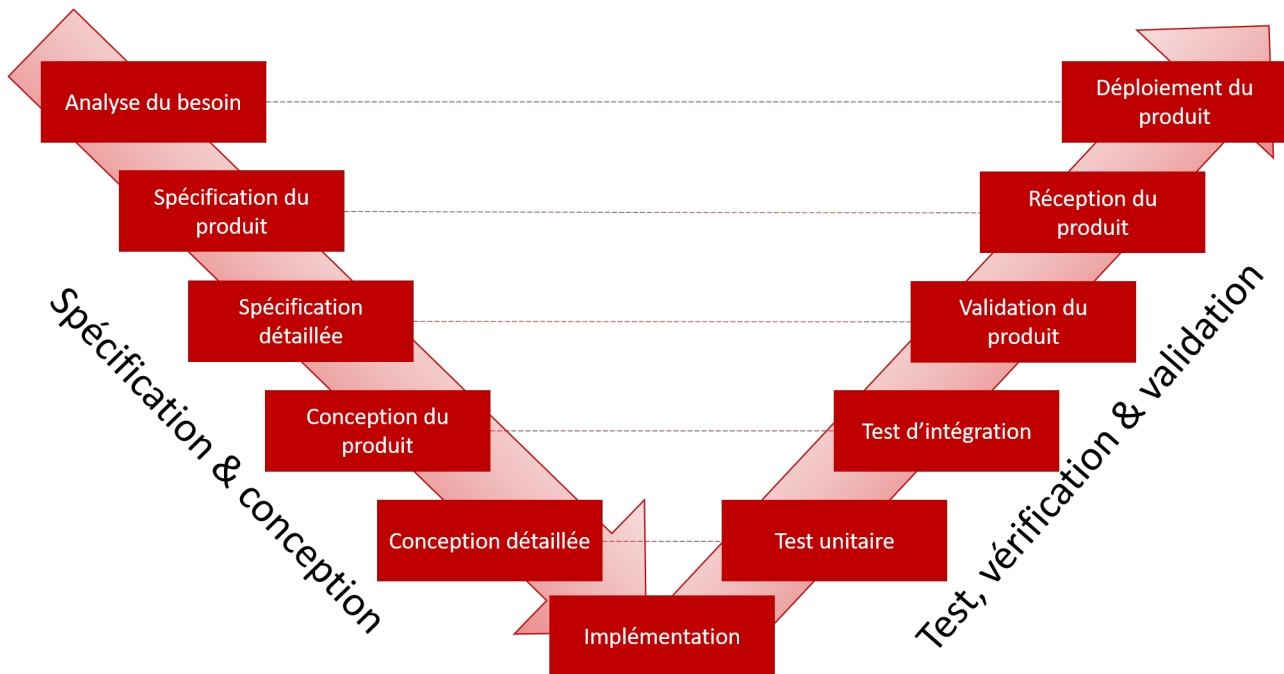 Analyse du besoin
Déploiement du
produit
Spécification du
produit
Réception du
produit
Spécification
détaillée
Validation du
produit
Conception du
produit
Test d’intégration
Conception détaillée
Test unitaire
Implémentation
Spécification & conception
Test, vérification & validation